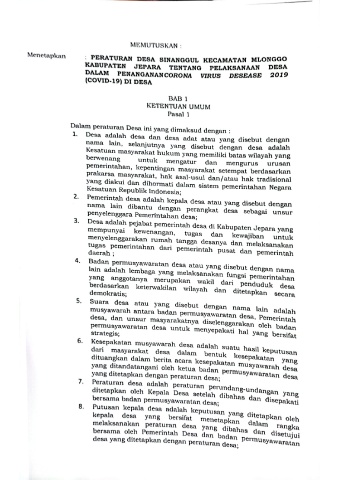 MEMUTUSKAN :
Menetapkan : PERATURAN DESA SINANGGUL KECAMATAN MLONGGO
KABUPATEN JEPARA TENTANG PELAKSANAAN DESA
DALAM PENANGANANCOROMA VIRUS DESEASE 2019
(COVID-19) DI DESA
BAB 1
KETENTUAN UMUM
Pasal 1
Dalam peraturan Desa ini yang dimaksud dengan :
1. Desa adalah desa dan desa adat atau yang disebut dengan
nama lain, selanjutnya yang disebut dengan desa adalah
Kesatuan masyarakat hukum yang memiliki batas wilayah yang
berwenang untuk mengatur dan mengurus urusan
pemerintahan, kepentingan masyarakat setempat berdasarkan
prakarsa masyarakat, hak asal-usul dan/atau hak tradisional
yang diakui dan dihormati dalam sistem pemerintahan Negara
Kesatuan Republik Indonesia;
2. Pemerintah desa adalah kepala desa atau yang disebut dengan
nama lain dibantu dengan perangkat desa sebagai unsur
penyelenggara Pemerintahan desa;
3. Desa adalah pejabat pemerintah desa di Kabupaten Jepara yang
mempunyai kewenangan, tugas dan kewajiban untuk
menyelenggarakan rumah tangga desanya dan melaksanakan
tugas pemerintahan dari pemerintah pusat dan pemerintah
daerah ;
4. Badan permusyawaratan desa atau yang disebut dengan nama
lain adalah lembaga yang melaksanakan fungsi pemerintahan
yang anggotanya merupakan wakil dari penduduk desa
berdasarkan keterwakilan wilayah dan ditetapkan secara
demokratis;
5. Suara desa atau yang disebut dengan nama lain adalah
musyawarah antara badan permusyawaratan desa, Pemerintah
desa, dan unsur masyarakatnya diselenggarakan oleh badan
permusyawaratan desa untuk menyepakati hal yang bersifat
strategis;
6. Kesepakatan musyawarah desa adalah suatu hasil keputusan
dari masyarakat desa dalam bentuk kesepakatan yang
dituangkan dalam berita acara kesepakatan musyawarah desa
yang ditandatangani oleh ketua badan permusyawaratan desa
yang ditetapkan dengan peraturan desa;
7. Peraturan desa adalah peraturan perundang-undangan yang
ditetapkan oleh Kepala Desa setelah dibahas dan disepakati
bersama badan permusyawaratan desa;
8. Putusan kepala desa adalah keputusan yang ditetapkan oleh
kepala desa yang bersifat menetapkan dalam rangka
melaksanakan peraturan desa yang dibahas dan disetujui
bersama oleh Pemerintah Desa dan badan permusyawaratan
desa yang ditetapkan dengan peraturan desa;